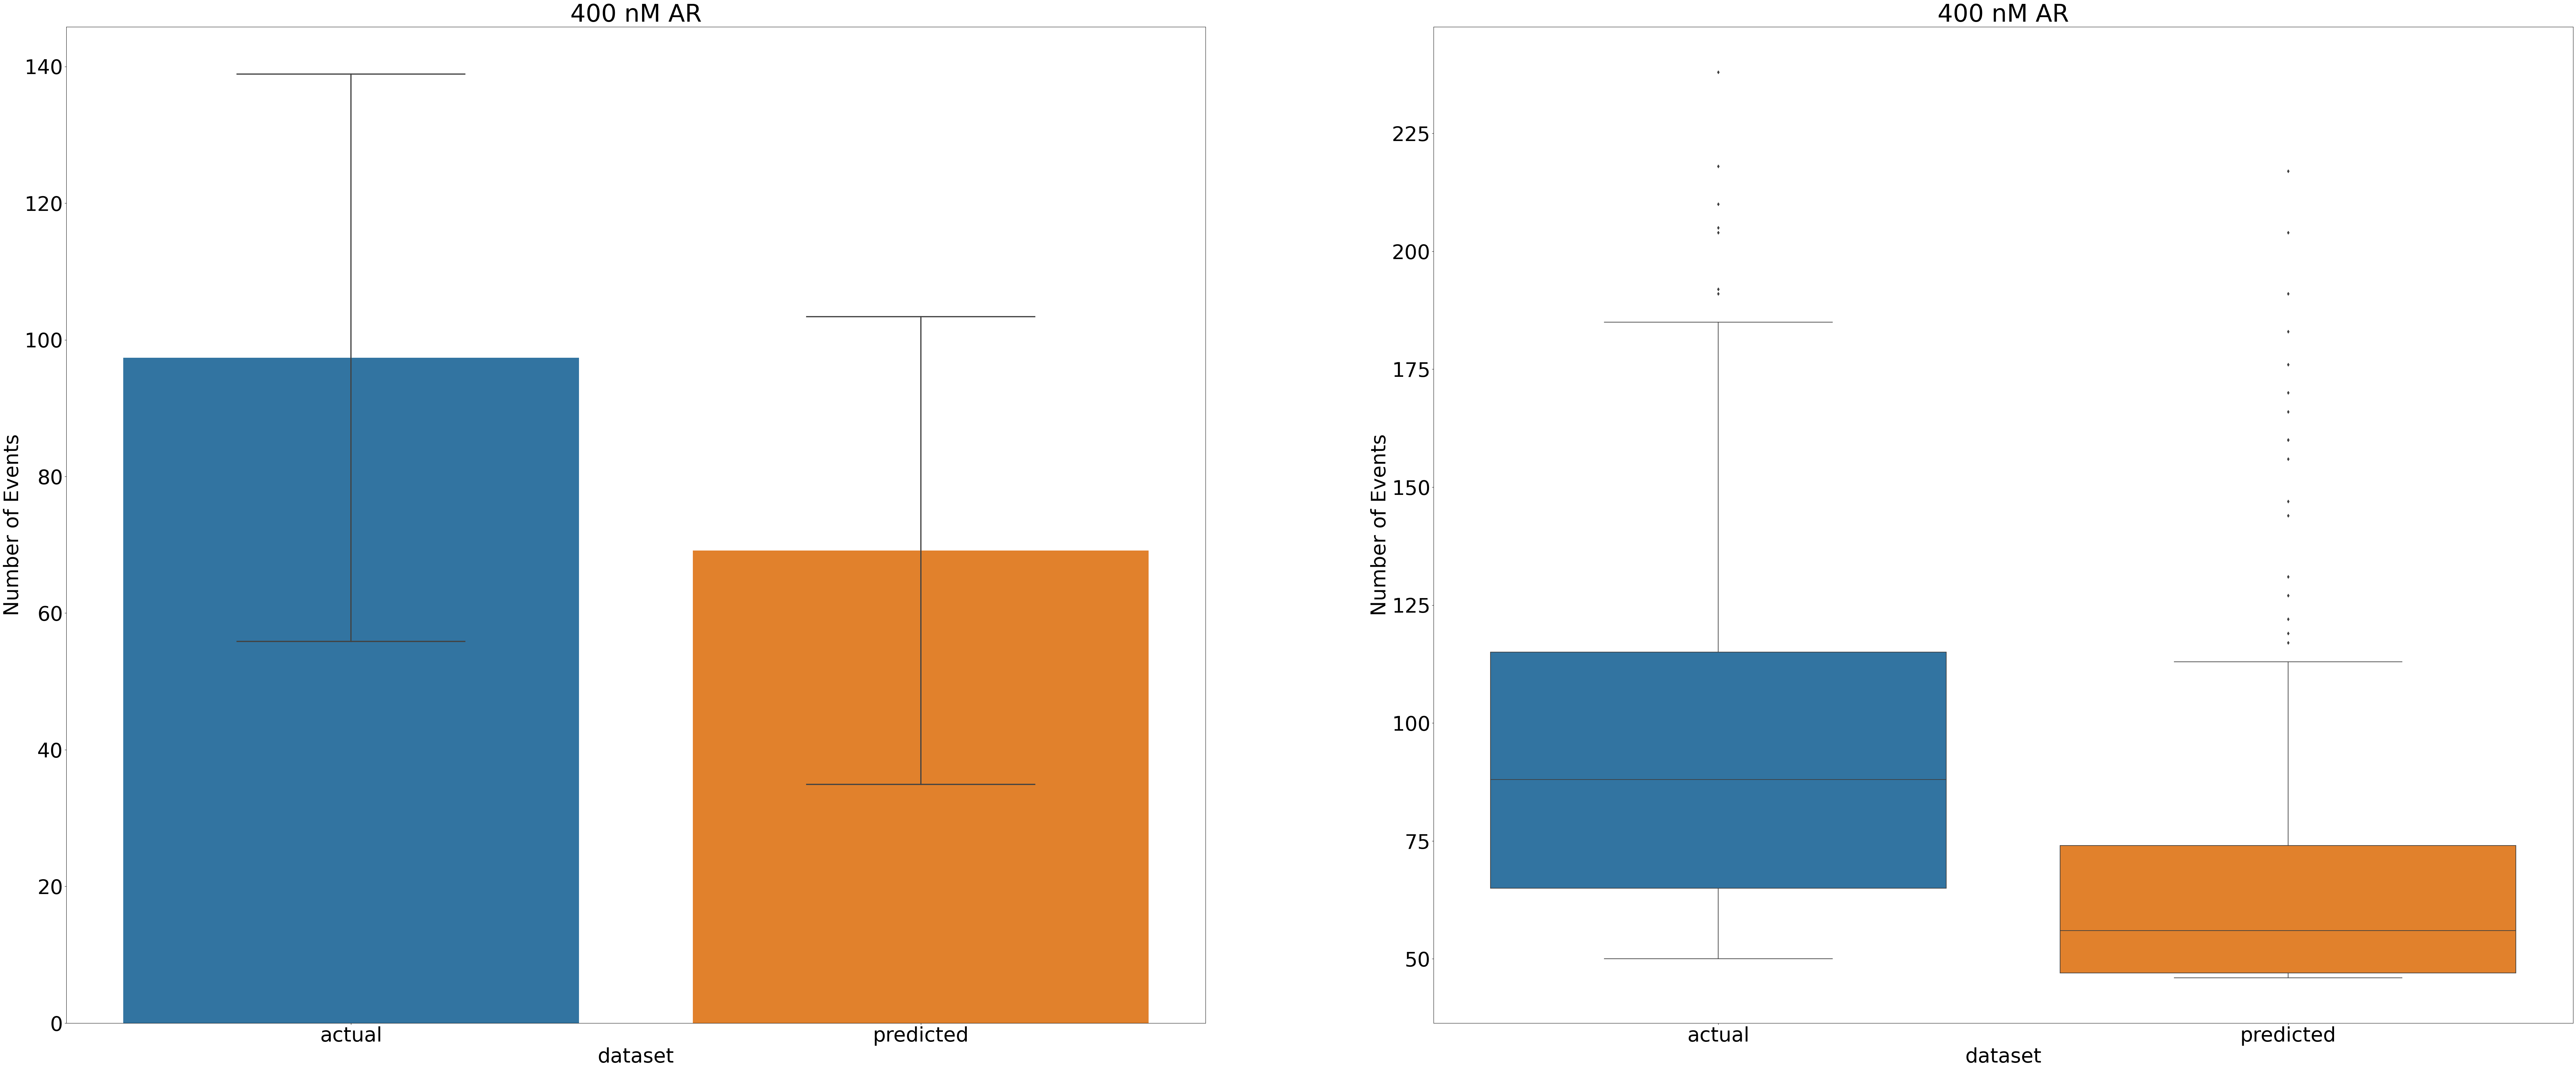 400 nM AR
140
120
100
80
60
40
20
0
Number of Events
actual
predicted
dataset
400 nM AR
225
200
175
150
125
100
75
50
Number of Events
actual
predicted
dataset